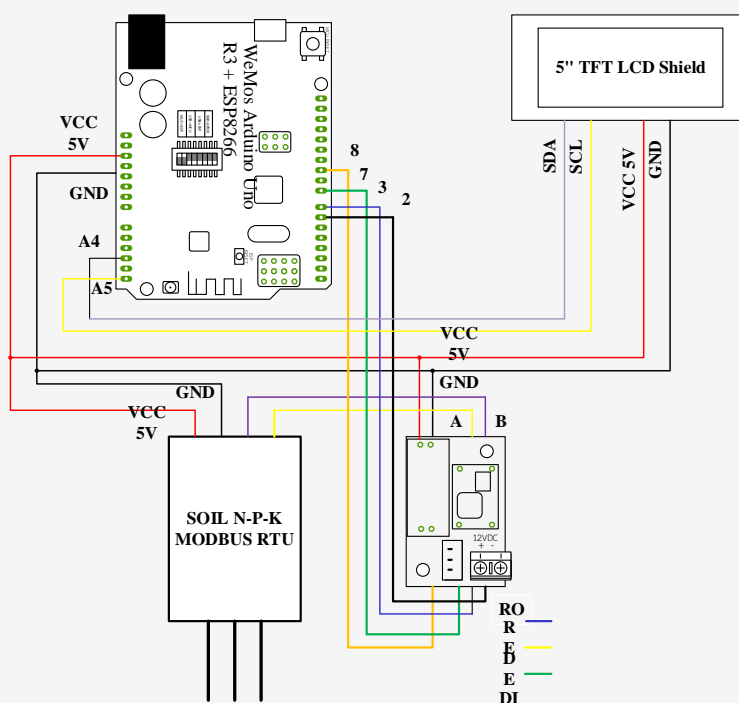 WeMos Arduino Uno
R3 + ESP8266
5" TFT LCD Shield
VCC
5V
GND
A4
A5
8
7
3
2
SDA
SCL
VCC 5V
GND
VCC
5V
GND
GND
VCC
5V
A
B
SOIL N-P-K
MODBUS RTU
12VDC
+ -
RO
R
E
D
E
DI